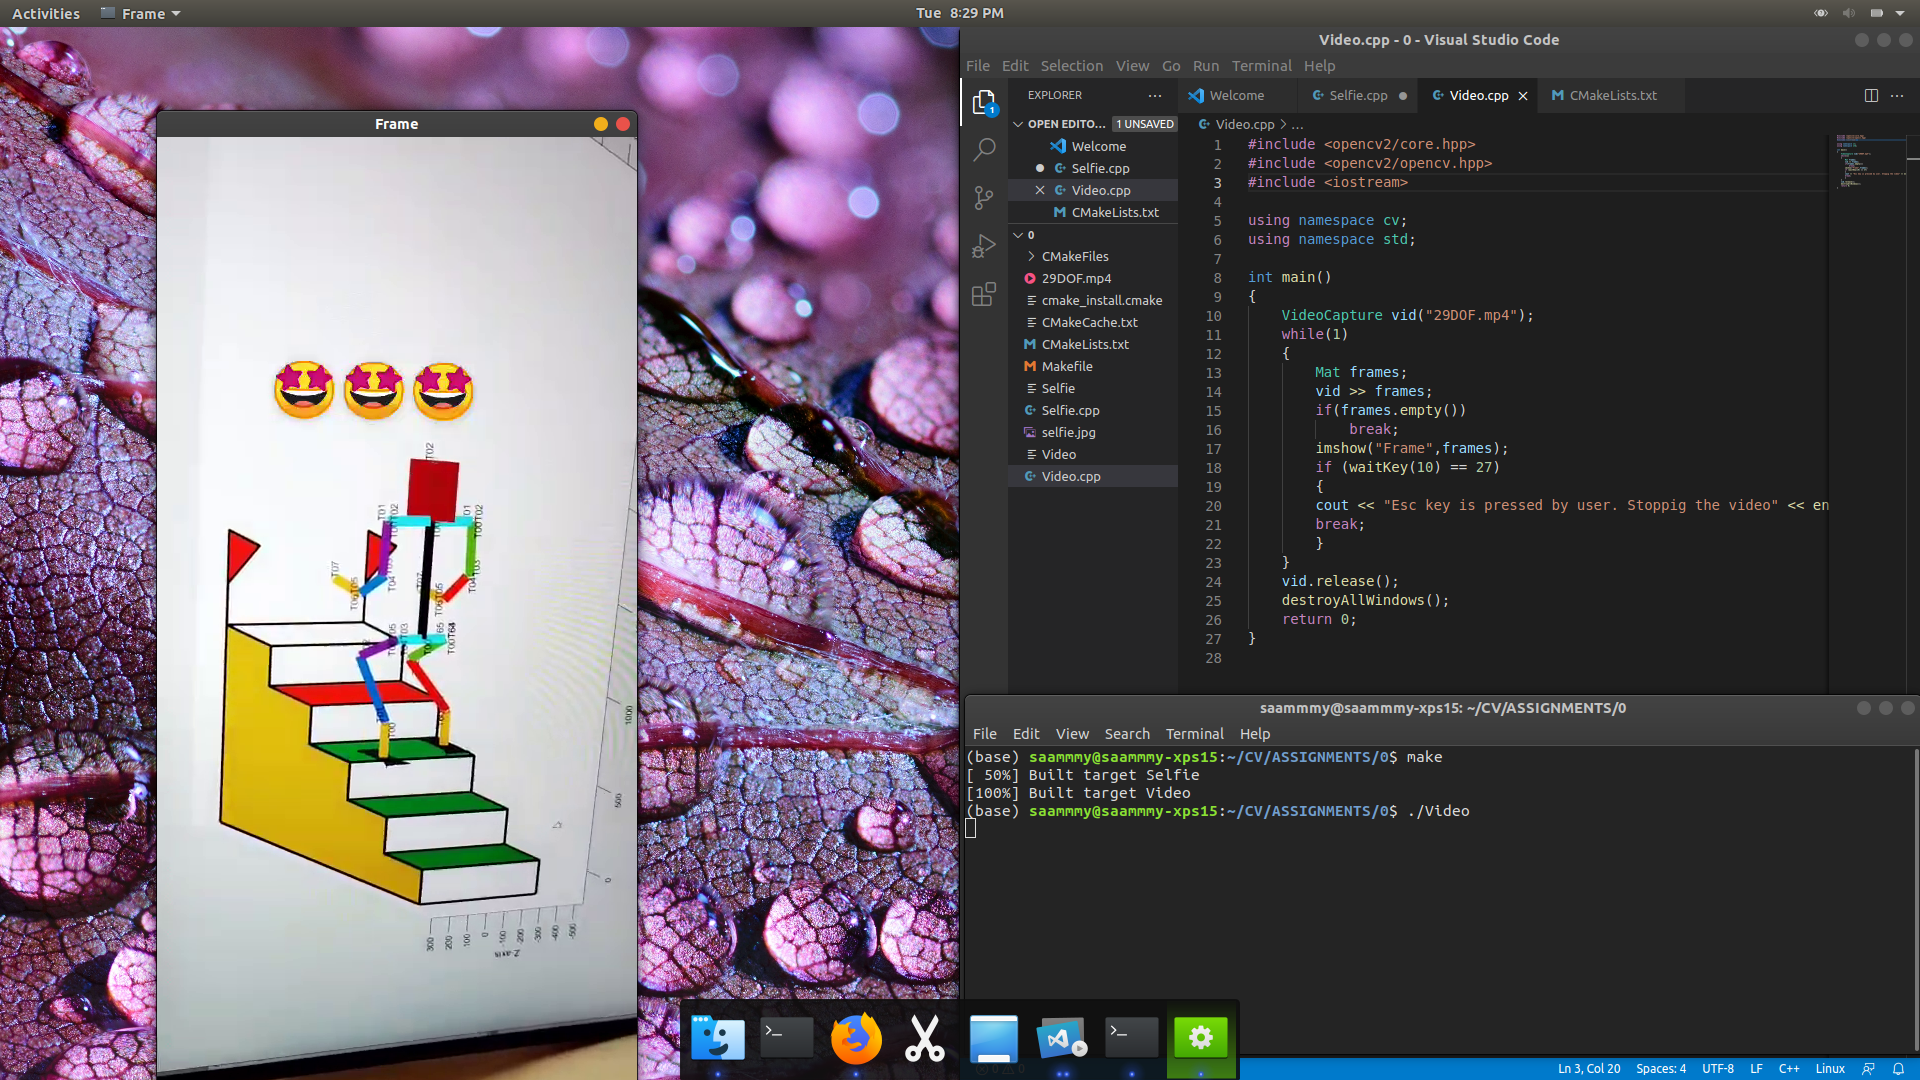 Activities
Frame
Tue 8:29 PM
Frame
T02
T01
T02
T01
T02
T03
T04
T07
T05
T07
T05
T05
T03
1000
500
0
300
200
100
0
-100
-200
-300
-400
-500
Z-axis
Video.cpp - 0 - Visual Studio Code
File Edit Selection View Go Run Terminal Help
EXPLORER
1
Welcome
Selfie.cpp
Video.cpp
CMakeLists.txt
OPEN EDITO...
1 UNSAVED
Welcome
Selfie.cpp
Video.cpp
CMakeLists.txt
0
CMakeFiles
29DOF.mp4
cmake_install.cmake
CMakeCache.txt
CMakeLists.txt
Makefile
Selfie
Selfie.cpp
selfie.jpg
Video
Video.cpp
Video.cpp > ...
1 #include <opencv2/core.hpp>
2 #include <opencv2/opencv.hpp>
3 #include <iostream>
4
5 using namespace cv;
6 using namespace std;
7
8 int main()
9 {
10 VideoCapture vid("29DOF.mp4");
11 while(1)
12 {
13 Mat frames;
14 vid >> frames;
15 if(frames.empty())
16 break;
17 imshow("Frame",frames);
18 if (waitKey(10) == 27)
19 {
20 cout << "Esc key is pressed by user. Stoppig the video" << en
21 break;
22 }
23 }
24 vid.release();
25 destroyAllWindows();
26 return 0;
27 }
28
saammmy@saammmy-xps15: ~/CV/ASSIGNMENTS/0
File Edit View Search Terminal Help
(base) saammmy@saammmy-xps15:~/CV/ASSIGNMENTS/0$ make
[ 50%] Built target Selfie
[100%] Built target Video
(base) saammmy@saammmy-xps15:~/CV/ASSIGNMENTS/0$ ./Video
Ln 3, Col 20 Spaces: 4 UTF-8 LF C++ Linux